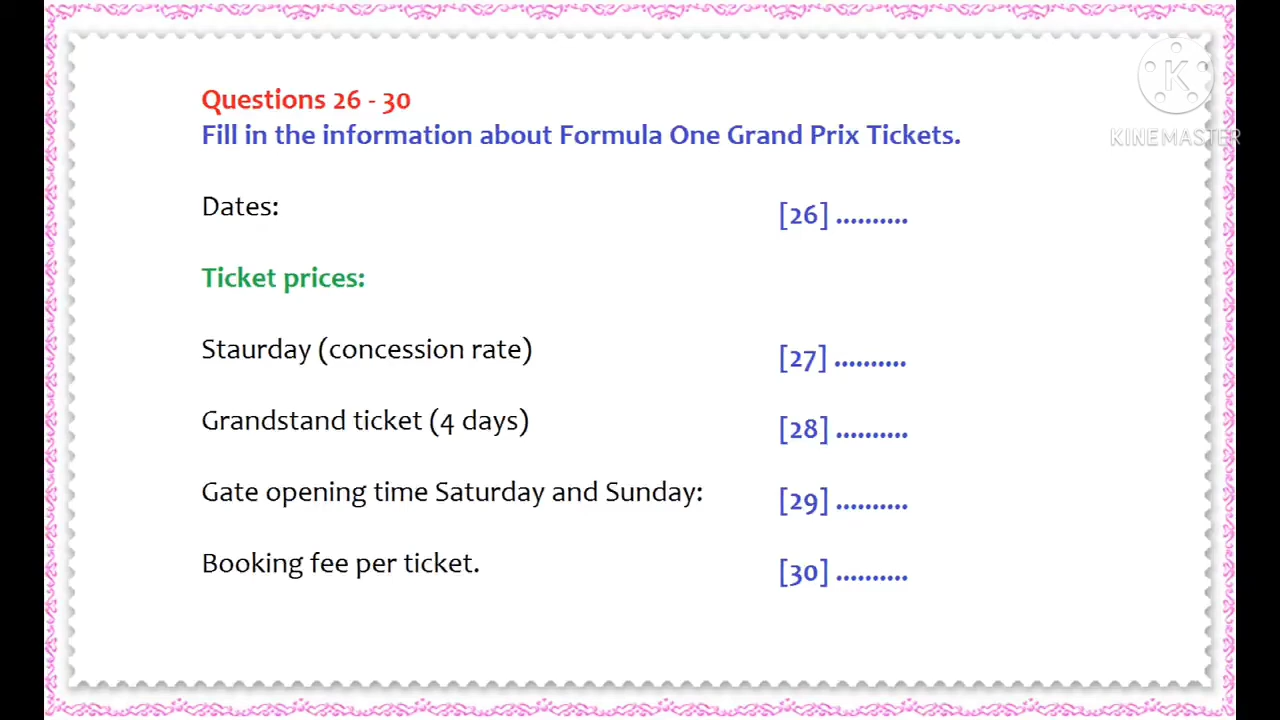 Questions 26 - 30
Fill in the information about Formula One Grand Prix Tickets.
K
KINEMASTER
Dates: [26] ..........
Ticket prices:
Staurday (concession rate) [27] ..........
Grandstand ticket (4 days) [28] ..........
Gate opening time Saturday and Sunday: [29] ..........
Booking fee per ticket. [30] ..........